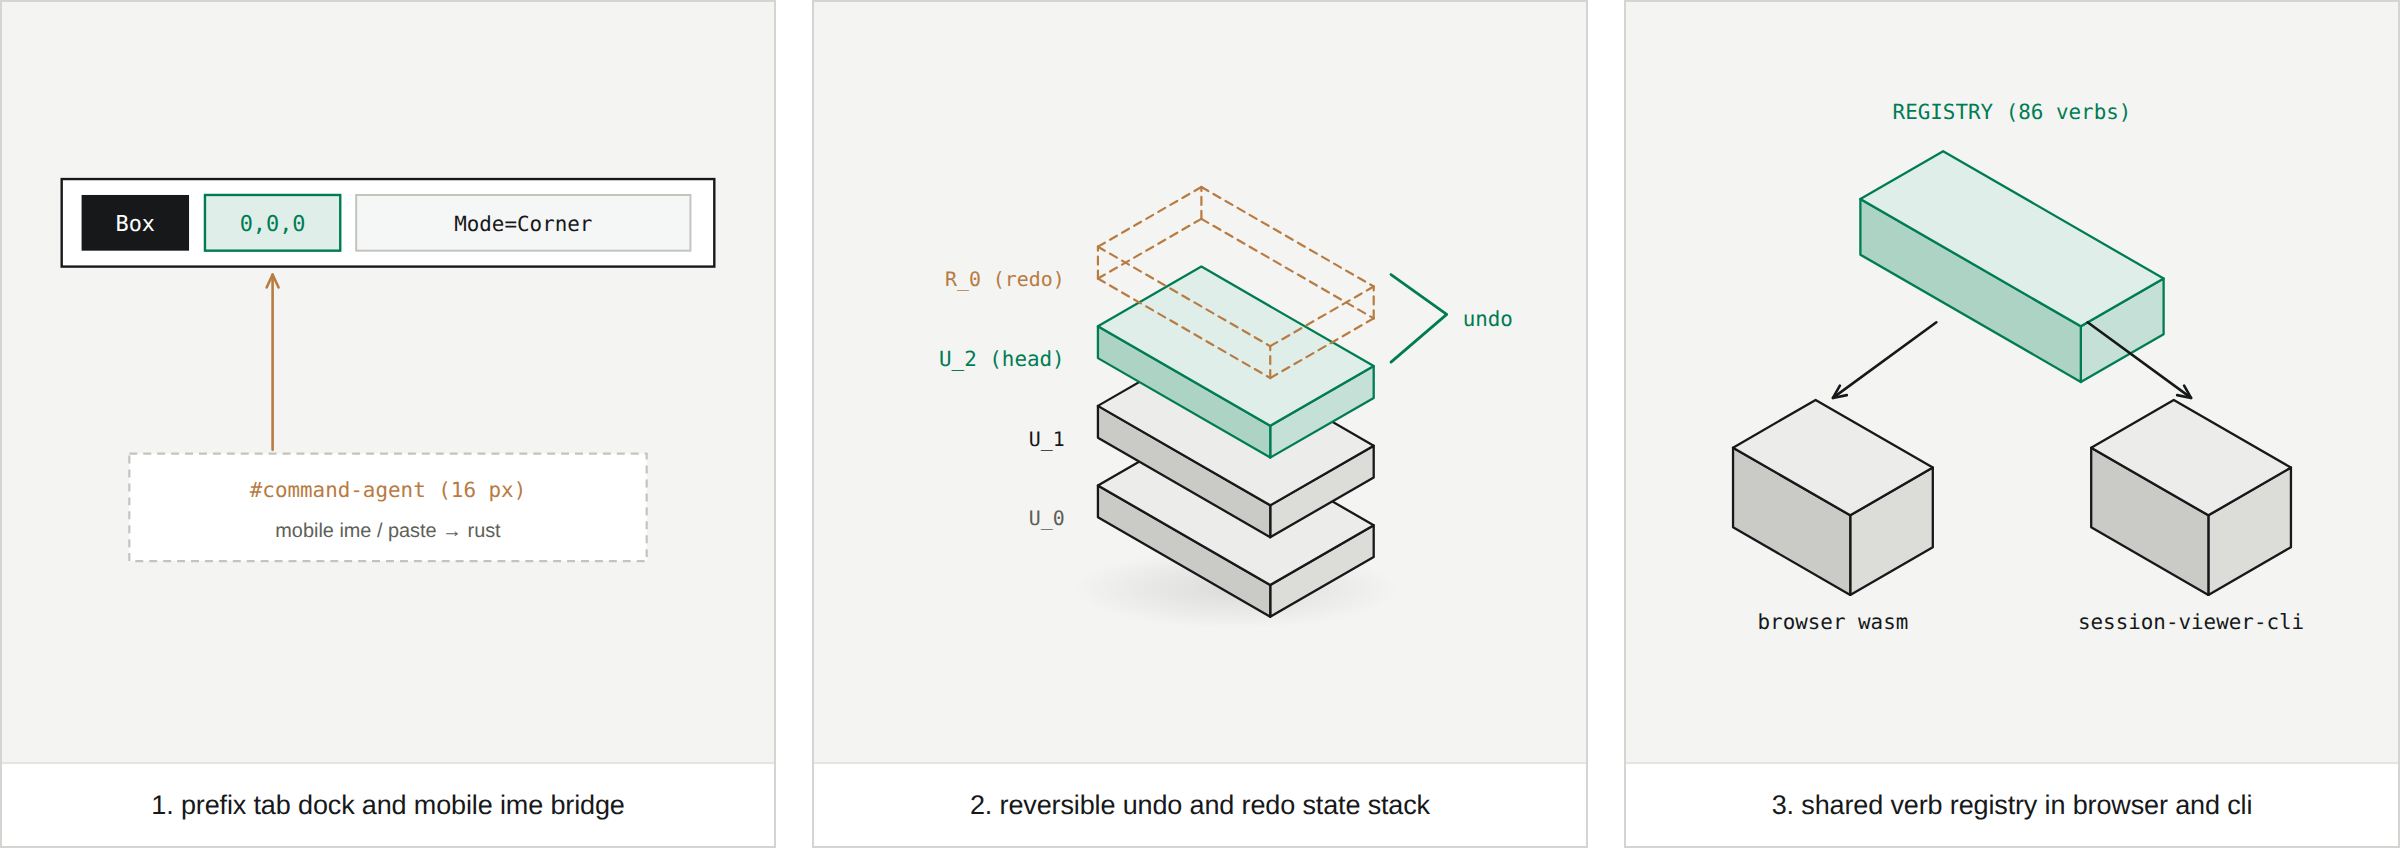 Box
0,0,0
Mode=Corner
#command-agent (16 px)
mobile ime / paste → rust
1. prefix tab dock and mobile ime bridge
R_0 (redo)
undo
U_2 (head)
U_1
U_0
2. reversible undo and redo state stack
REGISTRY (86 verbs)
browser wasm
session-viewer-cli
3. shared verb registry in browser and cli